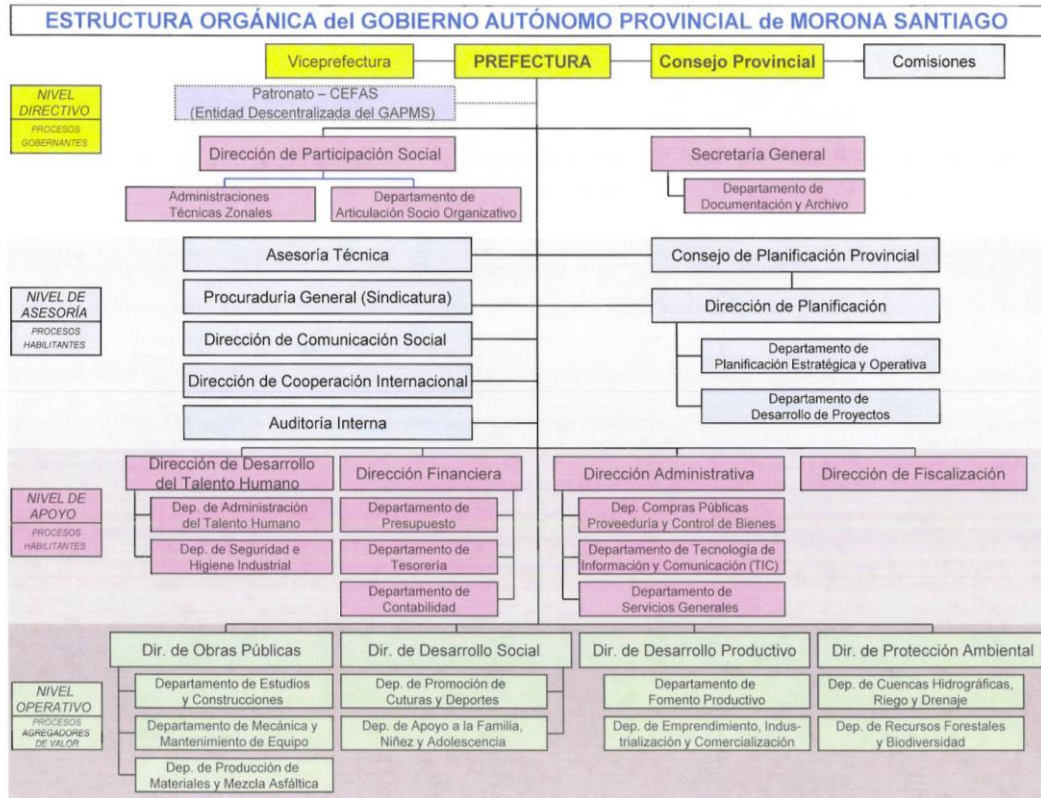 ESTRUCTURA ORGÁNICA del GOBIERNO AUTÓNOMO PROVINCIAL de MORONA SANTIAGO
Viceprefectura
PREFECTURA
Consejo Provincial
Comisiones
NIVEL
DIRECTIVO
PROCESOS
GOBERNANTES
Patronato – CEFAS
(Entidad Descentralizada del GAPMS)
Dirección de Participación Social
Secretaría General
Administraciones
Técnicas Zonales
Departamento de
Articulación Socio Organizativo
Departamento de
Documentación y Archivo
NIVEL DE
ASESORÍA
PROCESOS
HABILITANTES
Asesoría Técnica
Consejo de Planificación Provincial
Procuraduría General (Sindicatura)
Dirección de Planificación
Dirección de Comunicación Social
Departamento de
Planificación Estratégica y Operativa
Dirección de Cooperación Internacional
Departamento de
Desarrollo de Proyectos
Auditoría Interna
NIVEL DE
APOYO
PROCESOS
HABILITANTES
Dirección de Desarrollo
del Talento Humano
Dirección Financiera
Dirección Administrativa
Dirección de Fiscalización
Dep. de Administración
del Talento Humano
Departamento de
Presupuesto
Dep. Compras Públicas
Proveeduría y Control de Bienes
Dep. de Seguridad e
Higiene Industrial
Departamento de
Tesorería
Departamento de Tecnología de
Información y Comunicación (TIC)
Departamento de
Contabilidad
Departamento de
Servicios Generales
NIVEL
OPERATIVO
PROCESOS
AGREGADORES
DE VALOR
Dir. de Obras Públicas
Dir. de Desarrollo Social
Dir. de Desarrollo Productivo
Dir. de Protección Ambiental
Departamento de Estudios
y Construcciones
Dep. de Promoción de
Cuturas y Deportes
Departamento de
Fomento Productivo
Dep. de Cuencas Hidrográficas,
Riego y Drenaje
Departamento de Mecánica y
Mantenimiento de Equipo
Dep. de Apoyo a la Familia,
Niñez y Adolescencia
Dep. de Emprendimiento, Indus-
trialización y Comercialización
Dep. de Recursos Forestales
y Biodiversidad
Dep. de Producción de
Materiales y Mezcla Asfáltica